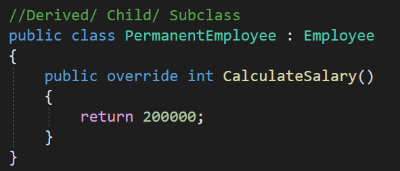 //Derived/ Child/ Subclass
public class PermanentEmployee : Employee
{
    public override int CalculateSalary()
    {
        return 200000;
    }
}